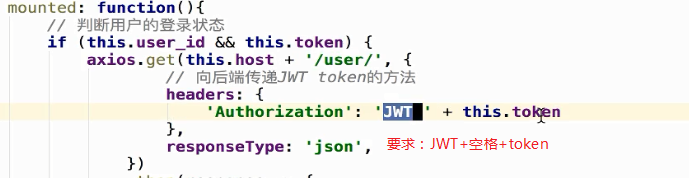 mounted: function(){
// 判断用户的登录状态
if (this.user_id && this.token) {
axios.get(this.host + '/user/', {
// 向后端传递JWT token的方法
headers: {
'Authorization': 'JWT ' + this.token
},
responseType: 'json', 要求：JWT+空格+token
})